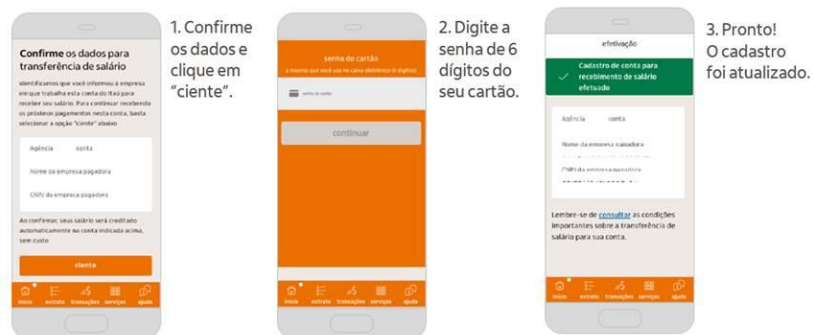 Confirme os dados para
transferência de salário
Identificamos que você informou à empresa
em que trabalha esta conta do Itaú para
receber seu salário. Para continuar recebendo
os próximos pagamentos nesta conta, basta
selecionar a opção "ciente" abaixo
Agência conta
Nome da empresa pagadora
CNPJ da empresa pagadora
Ao confirmar, seus salário será creditado
automaticamente na conta indicada acima,
sem custo
ciente
início extrato transações serviços ajuda
1. Confirme
os dados e
clique em
"ciente".
senha do cartão
a mesma que você usa no caixa eletrônico (6 dígitos)
senha do cartão
continuar
início extrato transações serviços ajuda
2. Digite a
senha de 6
dígitos do
seu cartão.
efetivação
Cadastro de conta para
recebimento de salário
efetuado
Agência conta
Nome da empresa pagadora
CNPJ da empresa pagadora
Lembre-se de consultar as condições
importantes sobre a transferência de
salário para sua conta.
início extrato transações serviços ajuda
3. Pronto!
O cadastro
foi atualizado.